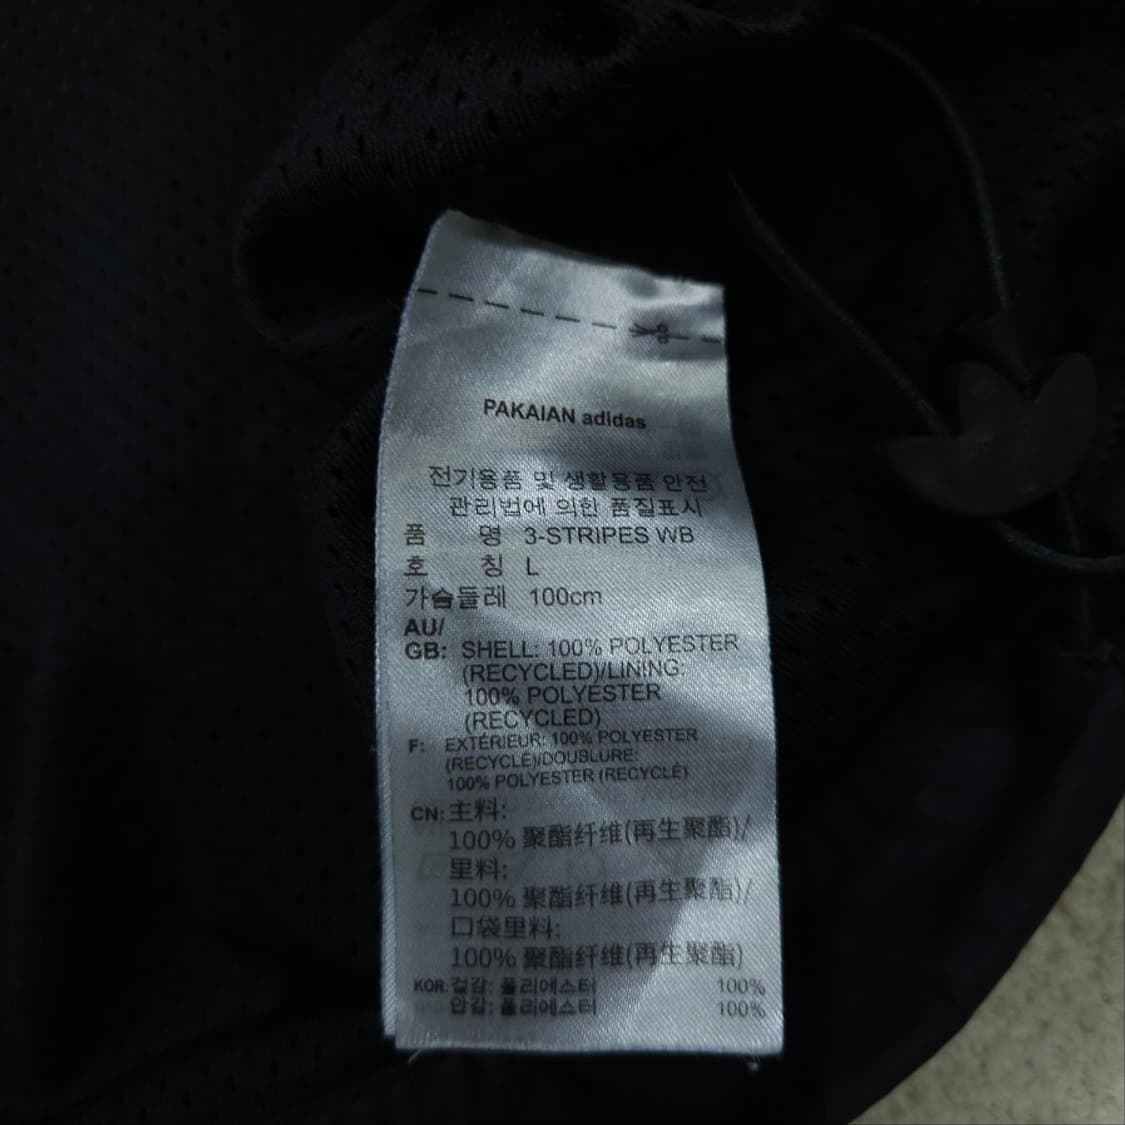 PAKAIAN adidas
전기용품 및 생활용품 안전
관리법에 의한 품질표시
품 명 3-STRIPES WB
호 칭 L
가슴둘레 100cm
AU/
GB: SHELL: 100% POLYESTER
(RECYCLED)/LINING:
100% POLYESTER
(RECYCLED)
F: EXTÉRIEUR: 100% POLYESTER
(RECYCLÉ)/DOUBLURE:
100% POLYESTER (RECYCLÉ)
CN: 主料:
100% 聚酯纤维(再生聚酯)/
里料:
100% 聚酯纤维(再生聚酯)/
口袋里料:
100% 聚酯纤维(再生聚酯)
KOR: 겉감: 폴리에스터 100%
안감: 폴리에스터 100%